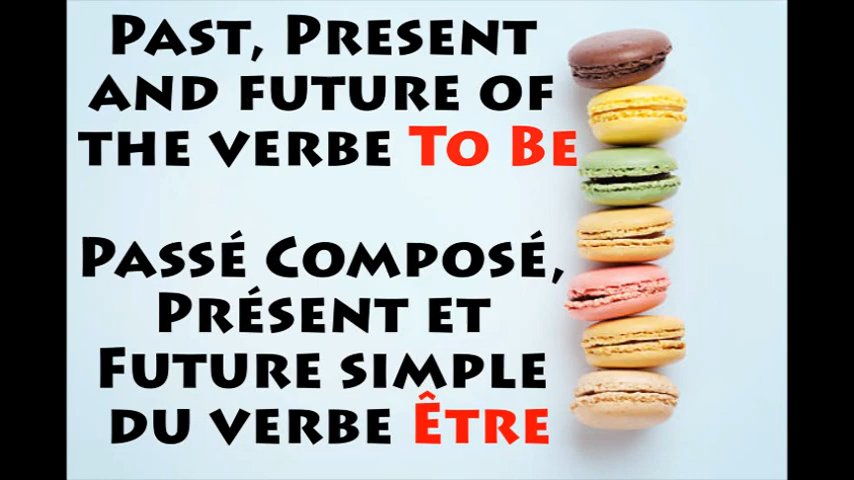 Past, Present
and future of
the verbe To Be
Passé Composé,
Présent et
Future simple
du verbe Être